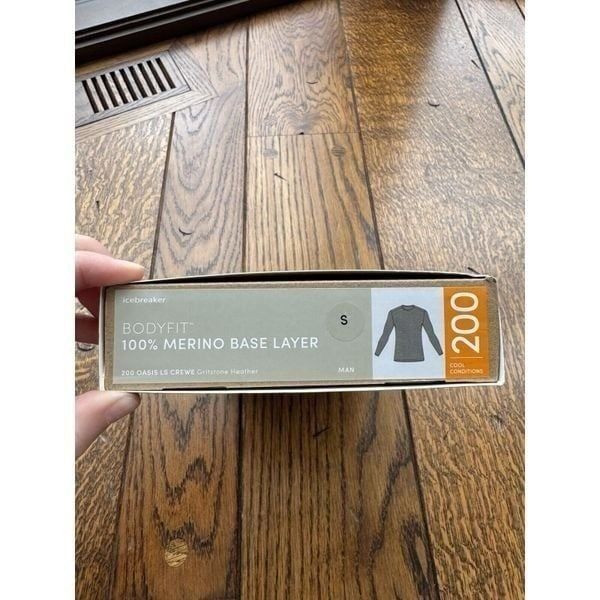 icebreaker
BODYFIT™
100% MERINO BASE LAYER
200 OASIS LS CREWE Gritstone Heather
MAN
S
200
COOL
CONDITIONS